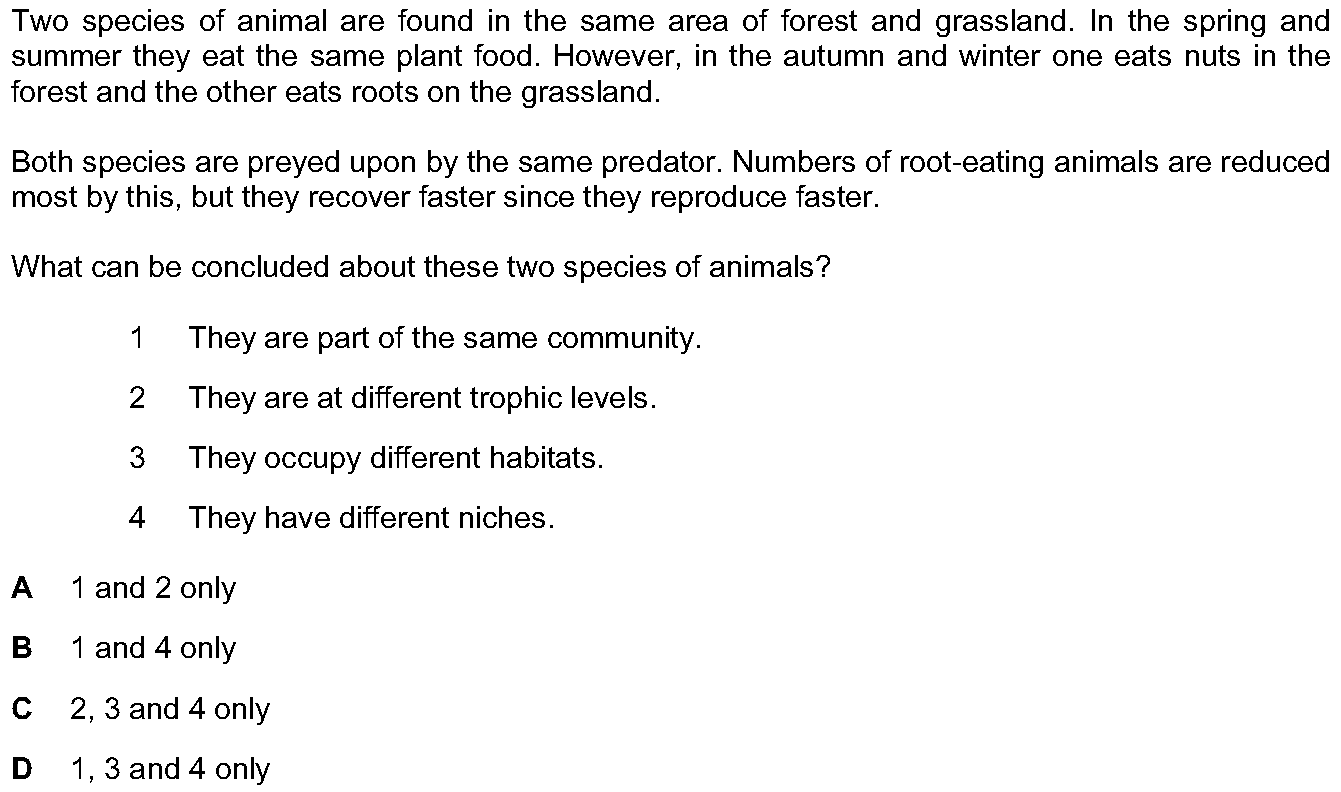 Two species of animal are found in the same area of forest and grassland. In the spring and
summer they eat the same plant food. However, in the autumn and winter one eats nuts in the
forest and the other eats roots on the grassland.
Both species are preyed upon by the same predator. Numbers of root-eating animals are reduced
most by this, but they recover faster since they reproduce faster.
What can be concluded about these two species of animals?
1 They are part of the same community.
2 They are at different trophic levels.
3 They occupy different habitats.
4 They have different niches.
A 1 and 2 only
B 1 and 4 only
C 2, 3 and 4 only
D 1, 3 and 4 only